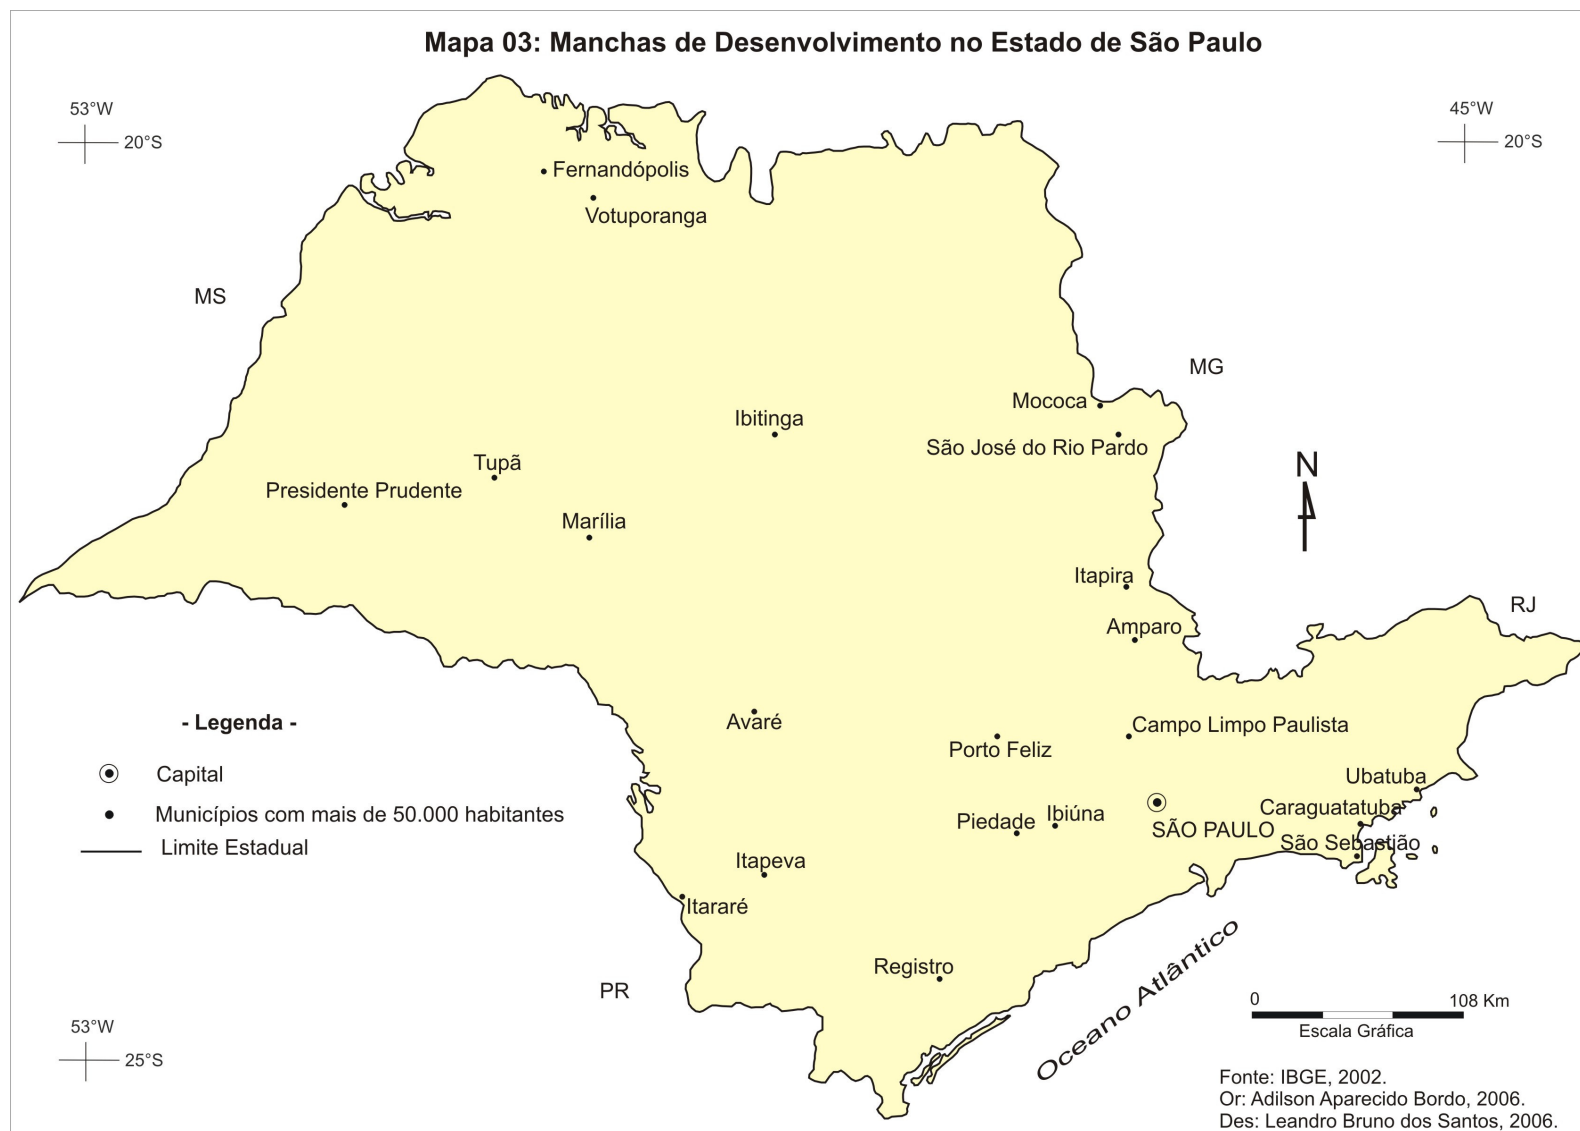 Mapa 03: Manchas de Desenvolvimento no Estado de São Paulo
53°W
20°S
45°W
20°S
Fernandópolis
Votuporanga
MS
MG
Mococa
Ibitinga
São José do Rio Pardo
Tupã
Presidente Prudente
Marília
N
Itapira
RJ
Amparo
Avaré
Campo Limpo Paulista
Porto Feliz
Ubatuba
Caraguatatuba
Piedade
Ibiúna
SÃO PAULO
São Sebastião
Itapeva
Itararé
Registro
PR
Oceano Atlântico
- Legenda -
Capital
Municípios com mais de 50.000 habitantes
Limite Estadual
53°W
25°S
0
108 Km
Escala Gráfica
Fonte: IBGE, 2002.
Or: Adilson Aparecido Bordo, 2006.
Des: Leandro Bruno dos Santos, 2006.